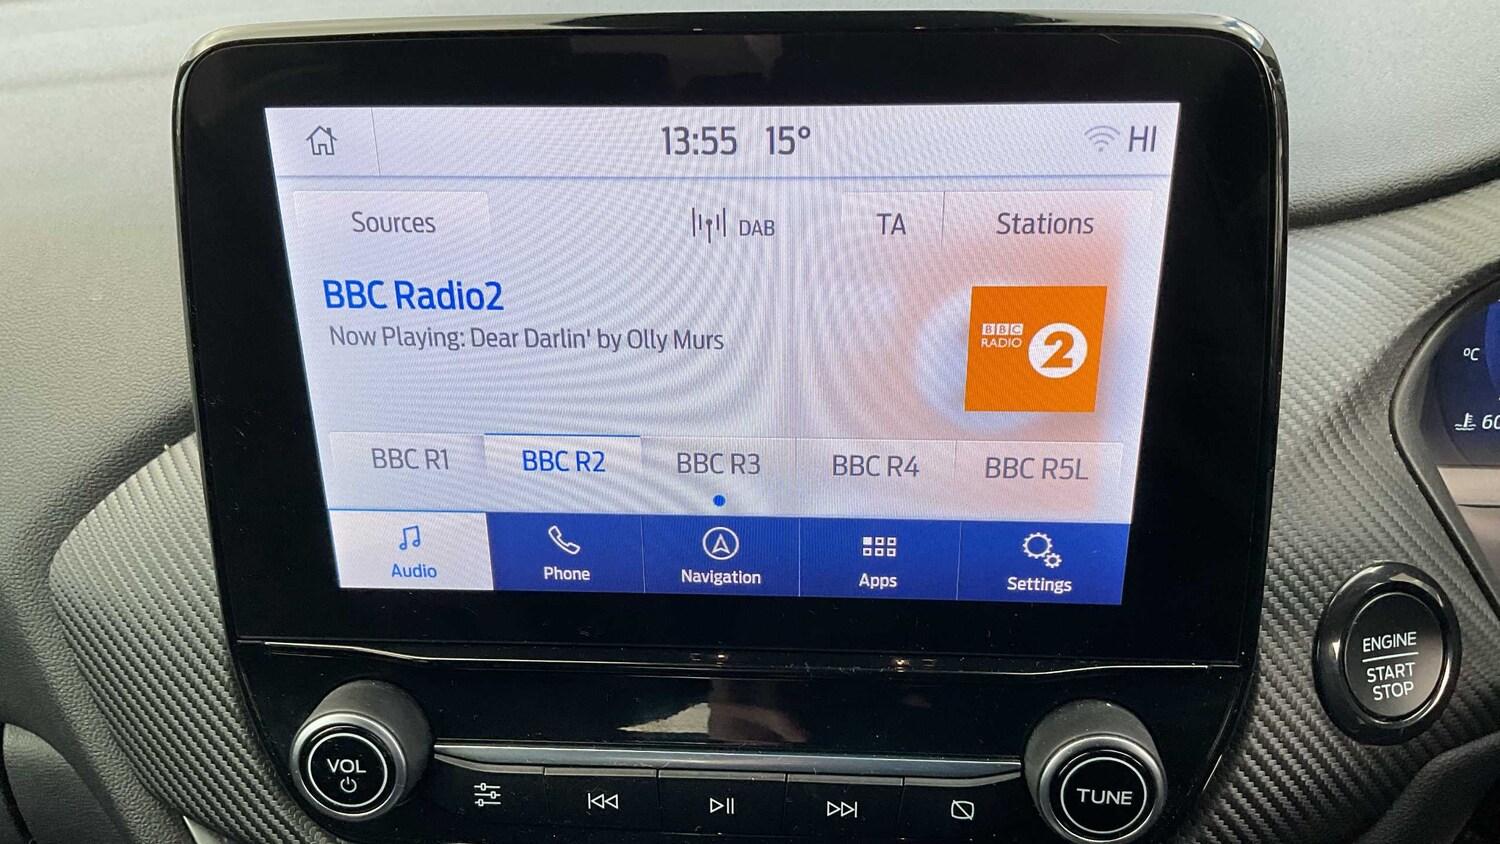 13:55 15° HI
Sources DAB TA Stations
BBC Radio2
Now Playing: Dear Darlin' by Olly Murs
BBC
RADIO 2
BBC R1 BBC R2 BBC R3 BBC R4 BBC R5L
Audio Phone Navigation Apps Settings
°C
60
ENGINE
START
STOP
VOL
TUNE